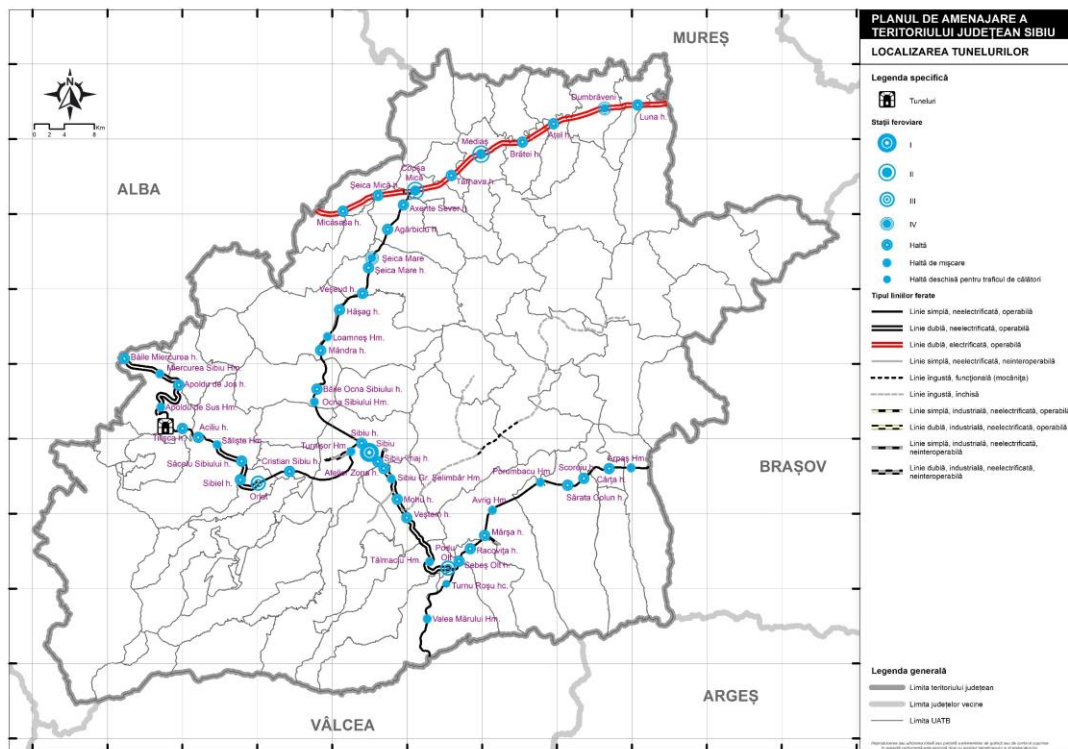 PLANUL DE AMENAJARE A
TERITORIULUI JUDEȚEAN SIBIU
LOCALIZAREA TUNELURILOR
Legenda specifică
Tuneluri
Stații feroviare
I
II
III
IV
Haltă
Haltă de mișcare
Haltă deschisă pentru traficul de călători
Tipul liniilor ferate
Linie simplă, neelectrificată, operabilă
Linie dublă, neelectrificată, operabilă
Linie dublă, electrificată, operabilă
Linie simplă, neelectrificată, neinteroperabilă
Linie îngustă, funcțională (mocănița)
Linie îngustă, închisă
Linie simplă, industrială, neelectrificată, operabilă
Linie dublă, industrială, neelectrificată, operabilă
Linie simplă, industrială, neelectrificată,
neinteroperabilă
Linie dublă, industrială, neelectrificată,
neinteroperabilă
Legenda generală
Limita teritoriului județean
Limita județelor vecine
Limita UATB
MUREȘ
ALBA
BRAȘOV
ARGEȘ
VÂLCEA
N
0 2 4 8
Km
Dumbrăveni
Luna h.
Ațel h.
Brătei h.
Mediaș
Târnava h.
Copșa
Mică
Șeica Mică h.
Micăsasa h.
Axente Sever h.
Agârbiciu h.
Șeica Mare
Șeica Mare h.
Veseud h.
Hășag h.
Loamneș Hm.
Mândra h.
Băile Ocna Sibiului h.
Ocna Sibiului Hm.
Băile Miercurea h.
Miercurea Sibiu Hm.
Apoldu de Jos h.
Apoldu de Sus Hm.
Tilișca h.
Aciliu h.
Săliște Hm.
Săcelu Sibiului h.
Sibiel h.
Orlat
Cristian Sibiu h.
Turnișor Hm.
Atelier Zona h.
Sibiu h.
Sibiu
Sibiu Triaj h.
Sibiu Gr. Șelimbăr Hm.
Mohu h.
Veștem h.
Tălmaciu Hm.
Podu
Olt
Sebeș Olt h.
Racovița h.
Mârșa h.
Avrig Hm.
Porumbacu Hm.
Sărata Colun h.
Scoreiu h.
Cârța h.
Arpaș Hm.
Turnu Roșu hc.
Valea Mărului Hm.